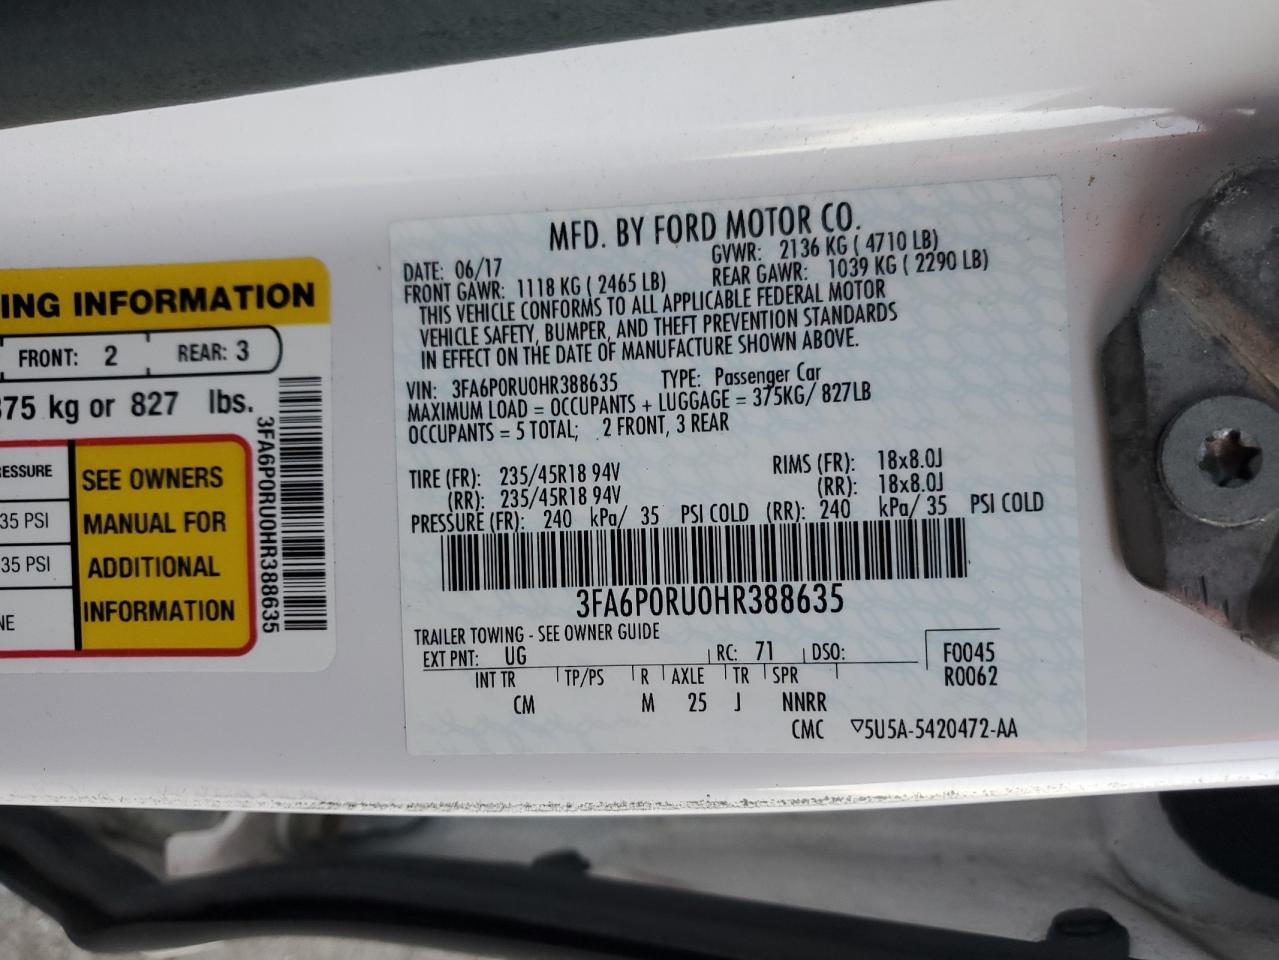 ING INFORMATION
FRONT: 2 REAR: 3
375 kg or 827 lbs.
RESSURE
35 PSI
35 PSI
NE
SEE OWNERS
MANUAL FOR
ADDITIONAL
INFORMATION
3FA6P0RU0HR388635
MFD. BY FORD MOTOR CO.
DATE: 06/17 GVWR: 2136 KG ( 4710 LB)
FRONT GAWR: 1118 KG ( 2465 LB) REAR GAWR: 1039 KG ( 2290 LB)
THIS VEHICLE CONFORMS TO ALL APPLICABLE FEDERAL MOTOR
VEHICLE SAFETY, BUMPER, AND THEFT PREVENTION STANDARDS
IN EFFECT ON THE DATE OF MANUFACTURE SHOWN ABOVE.
VIN: 3FA6P0RU0HR388635 TYPE: Passenger Car
MAXIMUM LOAD = OCCUPANTS + LUGGAGE = 375KG/ 827LB
OCCUPANTS = 5 TOTAL; 2 FRONT, 3 REAR
TIRE (FR): 235/45R18 94V RIMS (FR): 18x8.0J
(RR): 235/45R18 94V (RR): 18x8.0J
PRESSURE (FR): 240 kPa/ 35 PSI COLD (RR): 240 kPa/ 35 PSI COLD
3FA6P0RU0HR388635
TRAILER TOWING - SEE OWNER GUIDE
EXT PNT: UG RC: 71 DSO: F0045
R0062
INT TR TP/PS R AXLE TR SPR
CM M 25 J NNRR
CMC ▽5U5A-5420472-AA